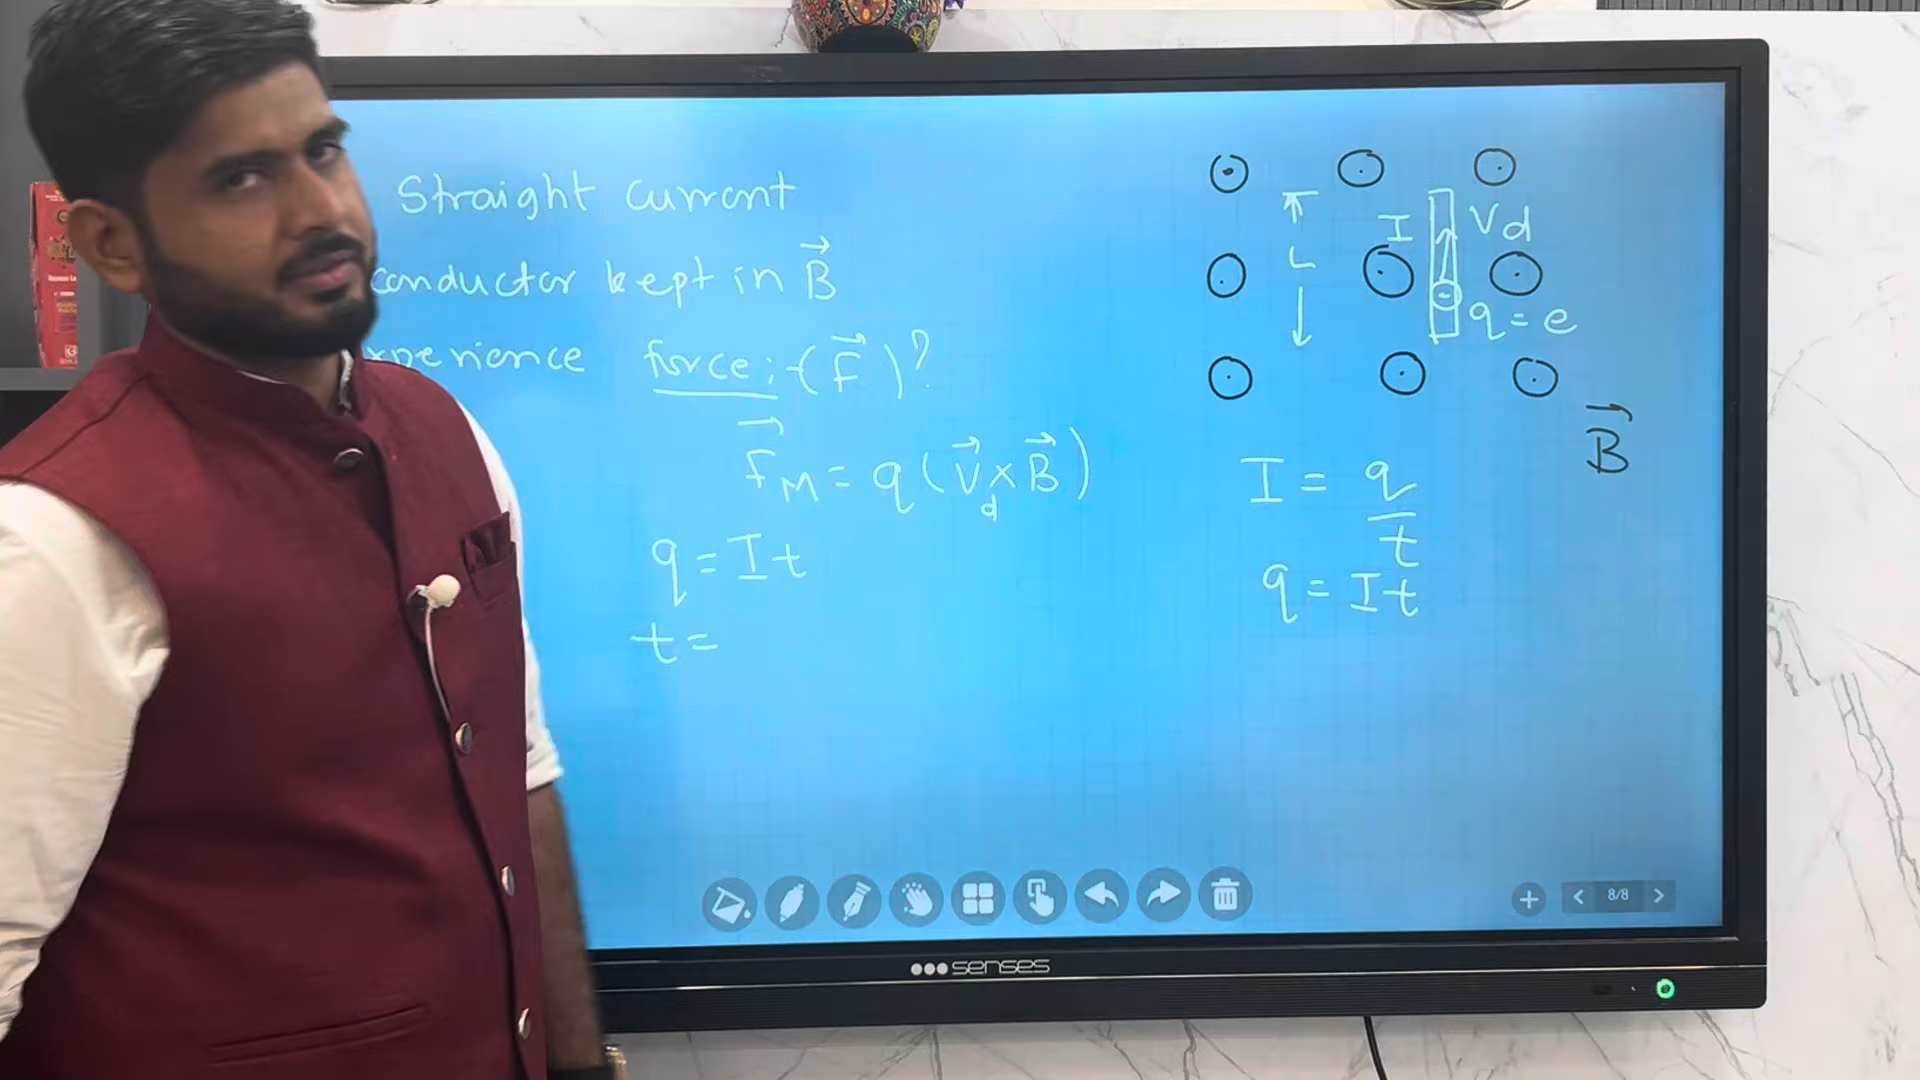 Straight current
conductor kept in B⃗
xperience force:-(F⃗)?
F⃗M = q(V⃗d×B⃗)
q = It
t =
I Vd
L
q = e
B⃗
I = q/t
q = It
8/8
senses